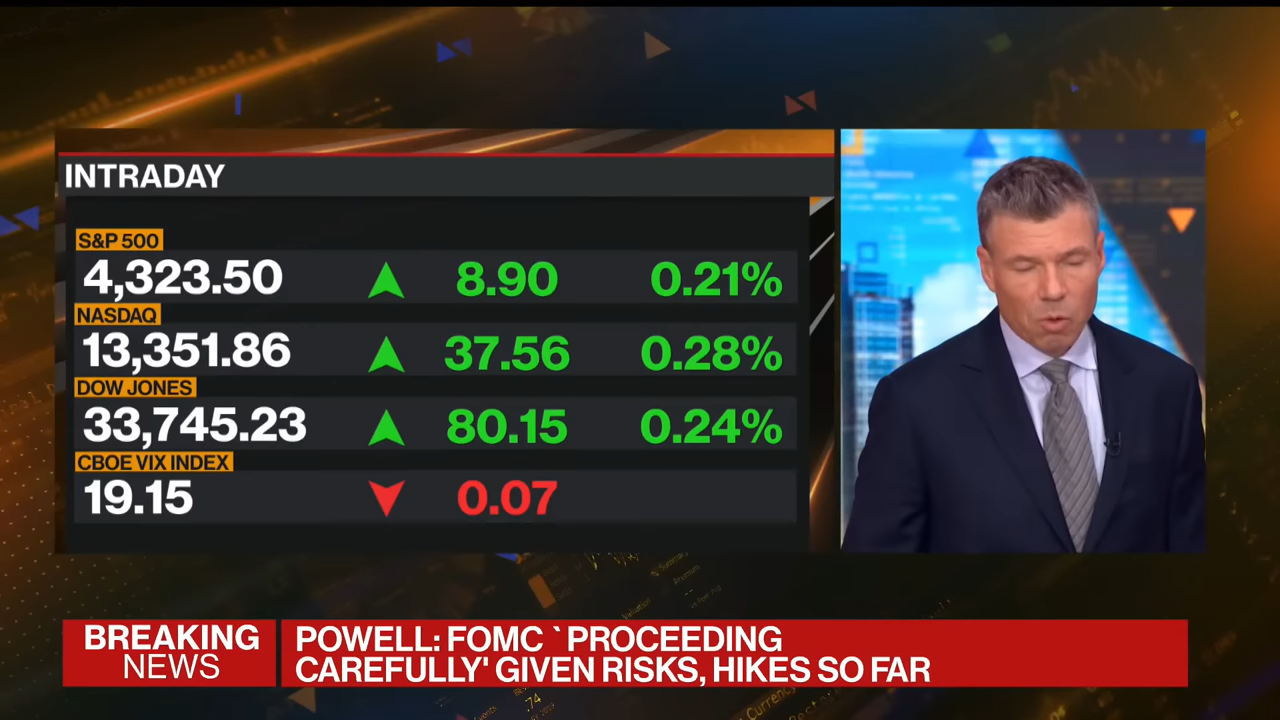 INTRADAY
S&P 500
4,323.50 8.90 0.21%
NASDAQ
13,351.86 37.56 0.28%
DOW JONES
33,745.23 80.15 0.24%
CBOE VIX INDEX
19.15 0.07
BREAKING
NEWS
POWELL: FOMC `PROCEEDING
CAREFULLY' GIVEN RISKS, HIKES SO FAR